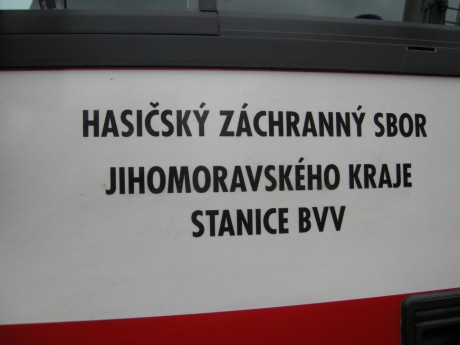 HASIČSKÝ ZÁCHRANNÝ SBOR
JIHOMORAVSKÉHO KRAJE
STANICE BVV